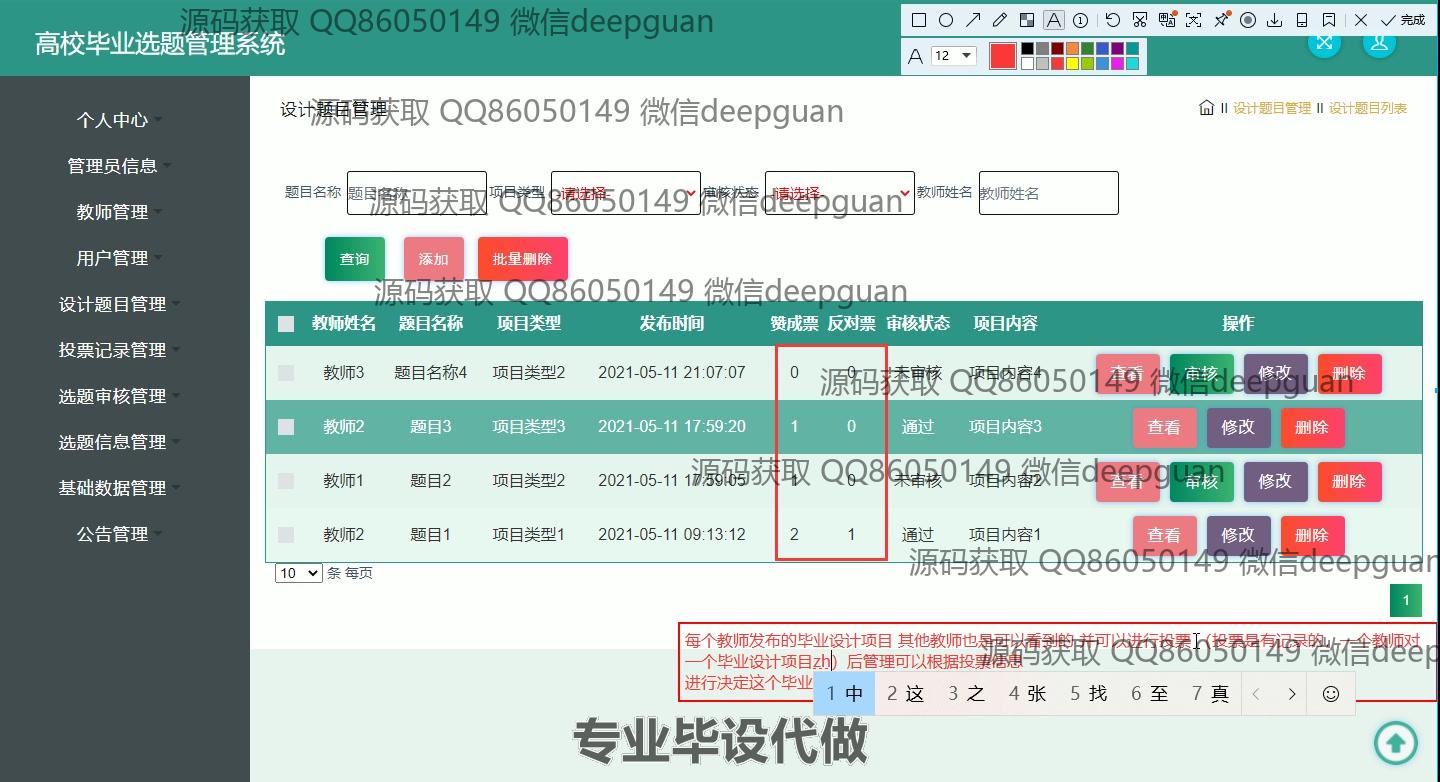 源码获取 QQ86050149 微信deepguan
高校毕业选题管理系统
A 12
完成
个人中心
管理员信息
教师管理
用户管理
设计题目管理
投票记录管理
选题审核管理
选题信息管理
基础数据管理
公告管理
设计题目管理
源码获取 QQ86050149 微信deepguan
设计题目管理 II 设计题目列表
题目名称 题目名称 项目类型 -请选择- 审核状态 -请选择- 教师姓名 教师姓名
源码获取 QQ86050149 微信deepguan
查询 添加 批量删除
源码获取 QQ86050149 微信deepguan
教师姓名 题目名称 项目类型 发布时间 赞成票 反对票 审核状态 项目内容 操作
教师3 题目名称4 项目类型2 2021-05-11 21:07:07 0 0 未审核 项目内容4 查看 审核 修改 删除
源码获取 QQ86050149 微信deepguan
教师2 题目3 项目类型3 2021-05-11 17:59:20 1 0 通过 项目内容3 查看 修改 删除
教师1 题目2 项目类型2 2021-05-11 17:59:05 1 0 未审核 项目内容2 查看 审核 修改 删除
源码获取 QQ86050149 微信deepguan
教师2 题目1 项目类型1 2021-05-11 09:13:12 2 1 通过 项目内容1 查看 修改 删除
源码获取 QQ86050149 微信deepguan
10 条 每页
1
每个教师发布的毕业设计项目 其他教师也是可以看到的 并可以进行投票 （投票是有记录的 一个教师对
一个毕业设计项目zh）后管理可以根据投票信息
进行决定这个毕业
源码获取 QQ86050149 微信deepguan
1 中 2 这 3 之 4 张 5 找 6 至 7 真
专业毕设代做